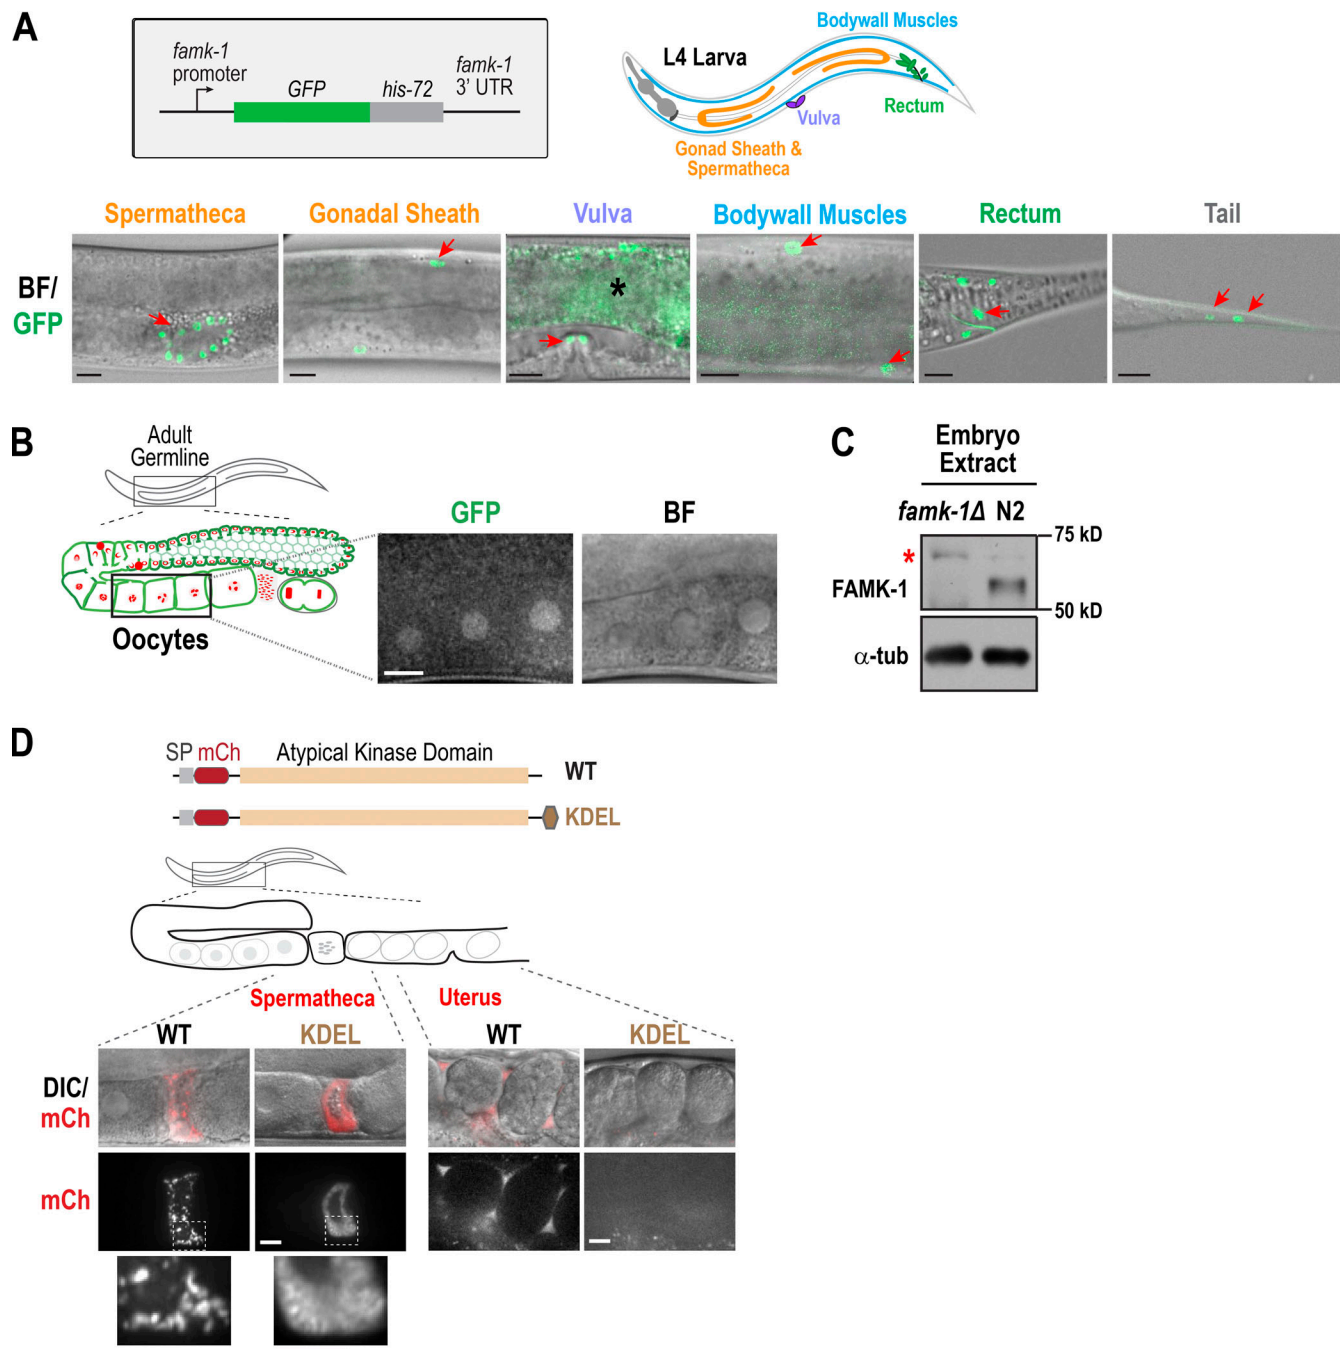 A
famk-1
promoter
GFP
his-72
famk-1
3' UTR
L4 Larva
Bodywall Muscles
Rectum
Vulva
Gonad Sheath &
Spermatheca
Spermatheca
Gonadal Sheath
Vulva
Bodywall Muscles
Rectum
Tail
BF/
GFP
*
B
Adult
Germline
Oocytes
GFP
BF
C
Embryo
Extract
famk-1Δ N2
75 kD
*
FAMK-1
50 kD
α-tub
D
SP mCh Atypical Kinase Domain
WT
KDEL
Spermatheca
Uterus
WT
KDEL
WT
KDEL
DIC/
mCh
mCh